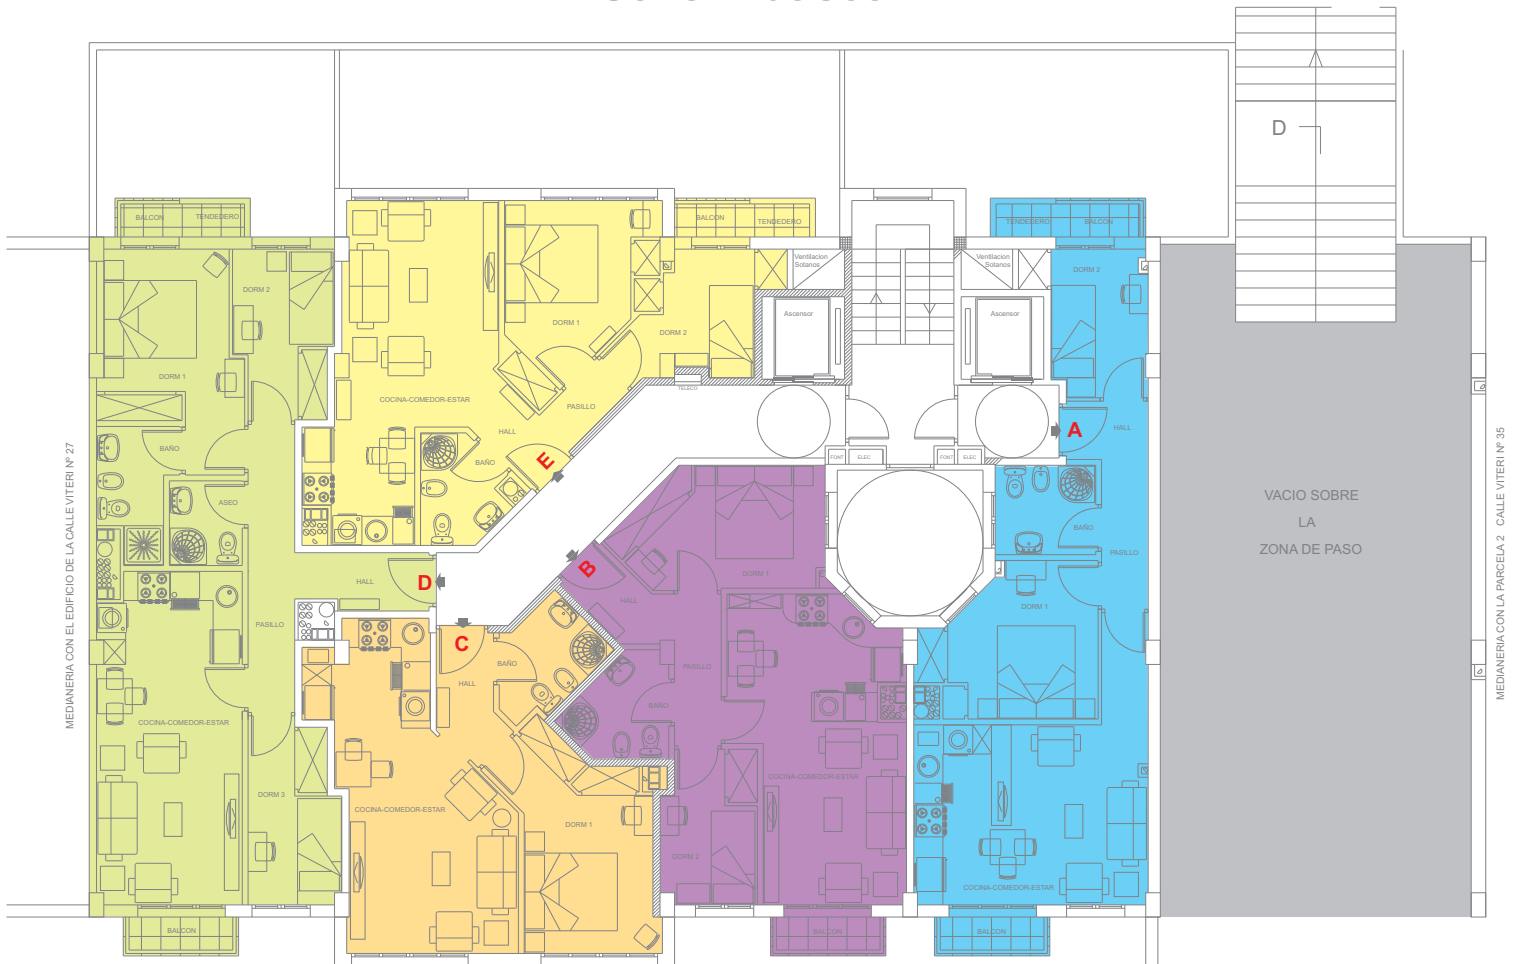 D
BALCON
TENDEDERO
BALCON
TENDEDERO
TENDEDERO
BALCON
Ventilacion
Sotanos
Ventilacion
Sotanos
DORM 2
DORM 2
DORM 1
DORM 2
Ascensor
Ascensor
DORM 1
TELECO
COCINA-COMEDOR-ESTAR
PASILLO
HALL
A
HALL
BAÑO
BAÑO
E
FONT
ELEC
FONT
ELEC
ASEO
VACIO SOBRE
LA
ZONA DE PASO
BAÑO
PASILLO
MEDIANERIA CON EL EDIFICIO DE LA CALLE VITERI Nº 27
MEDIANERIA CON LA PARCELA 2 CALLE VITERI Nº 35
B
DORM 1
D
HALL
HALL
DORM 1
PASILLO
C
BAÑO
PASILLO
HALL
BAÑO
COCINA-COMEDOR-ESTAR
COCINA-COMEDOR-ESTAR
DORM 3
COCINA-COMEDOR-ESTAR
DORM 1
DORM 2
COCINA-COMEDOR-ESTAR
BALCON
BALCON
BALCON